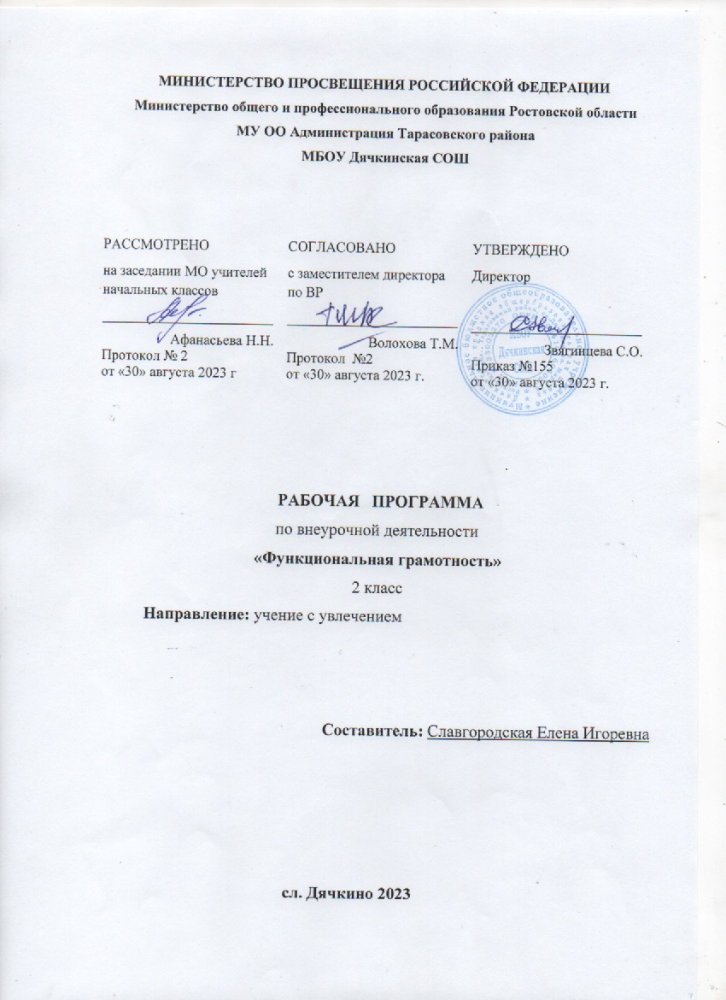 МИНИСТЕРСТВО ПРОСВЕЩЕНИЯ РОССИЙСКОЙ ФЕДЕРАЦИИ
Министерство общего и профессионального образования Ростовской области
МУ ОО Администрация Тарасовского района
МБОУ Дячкинская СОШ
РАССМОТРЕНО
на заседании МО учителей
начальных классов
Афанасьева Н.Н.
Протокол № 2
от «30» августа 2023 г
СОГЛАСОВАНО
с заместителем директора
по ВР
Волохова Т.М.
Протокол №2
от «30» августа 2023 г.
УТВЕРЖДЕНО
Директор
Звягинцева С.О.
Приказ №155
от «30» августа 2023 г.
Дячкинская
РАБОЧАЯ ПРОГРАММА
по внеурочной деятельности
«Функциональная грамотность»
2 класс
Направление: учение с увлечением
Составитель: Славгородская Елена Игоревна
сл. Дячкино 2023